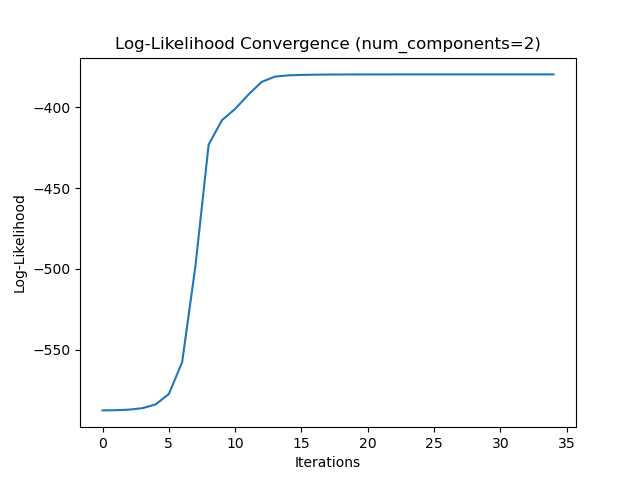 Log-Likelihood Convergence (num_components=2)
−400
−450
−500
−550
Log-Likelihood
0 5 10 15 20 25 30 35
Iterations